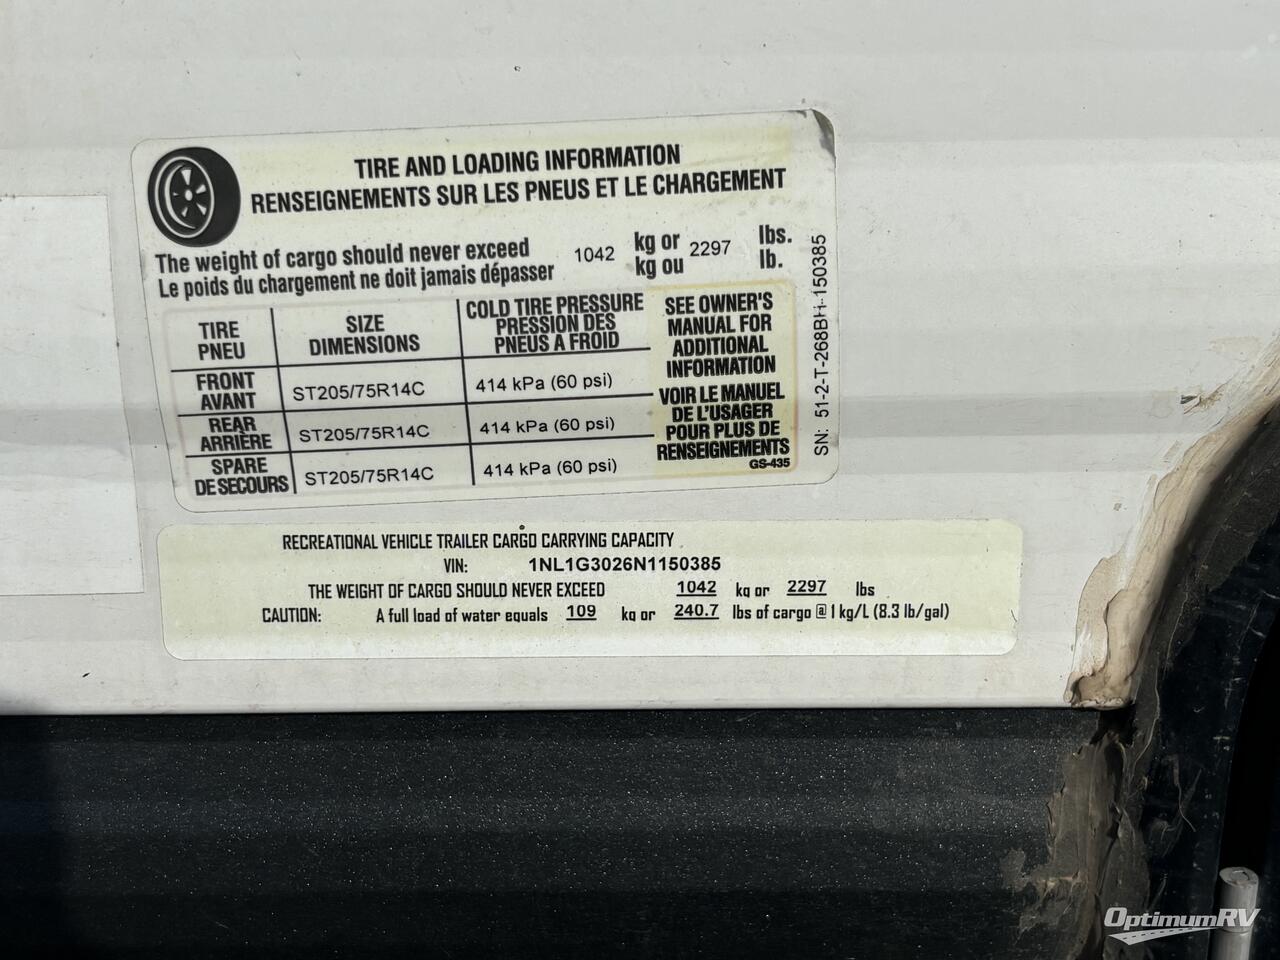 TIRE AND LOADING INFORMATION
RENSEIGNEMENTS SUR LES PNEUS ET LE CHARGEMENT
The weight of cargo should never exceed 1042 kg or 2297 lbs.
Le poids du chargement ne doit jamais dépasser kg ou lb.
TIRE PNEU
SIZE DIMENSIONS
COLD TIRE PRESSURE
PRESSION DES
PNEUS A FROID
FRONT AVANT
ST205/75R14C
414 kPa (60 psi)
REAR ARRIÈRE
ST205/75R14C
414 kPa (60 psi)
SPARE DE SECOURS
ST205/75R14C
414 kPa (60 psi)
SEE OWNER'S
MANUAL FOR
ADDITIONAL
INFORMATION
VOIR LE MANUEL
DE L'USAGER
POUR PLUS DE
RENSEIGNEMENTS
GS-435
SN: 51-2-T-268BH-150385
RECREATIONAL VEHICLE TRAILER CARGO CARRYING CAPACITY
VIN: 1NL1G3026N1150385
THE WEIGHT OF CARGO SHOULD NEVER EXCEED 1042 kg or 2297 lbs
CAUTION: A full load of water equals 109 kg or 240.7 lbs of cargo @ 1 kg/L (8.3 lb/gal)
OptimumRV